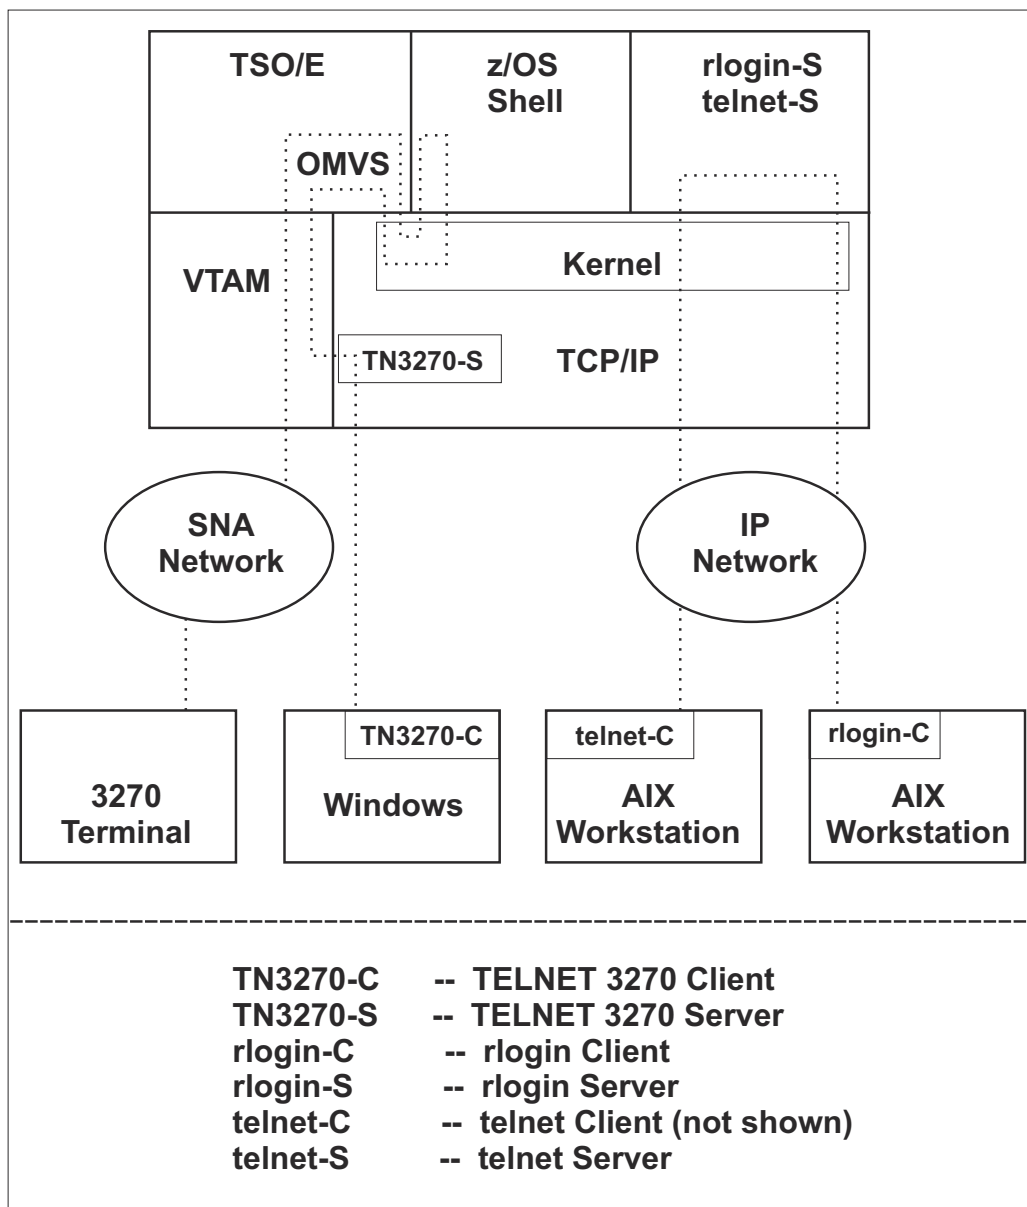 TSO/E
z/OS
Shell
rlogin-S
telnet-S
OMVS
VTAM
Kernel
TN3270-S
TCP/IP
SNA
Network
IP
Network
TN3270-C
telnet-C
rlogin-C
3270
Terminal
Windows
AIX
Workstation
AIX
Workstation
TN3270-C -- TELNET 3270 Client
TN3270-S -- TELNET 3270 Server
rlogin-C -- rlogin Client
rlogin-S -- rlogin Server
telnet-C -- telnet Client (not shown)
telnet-S -- telnet Server